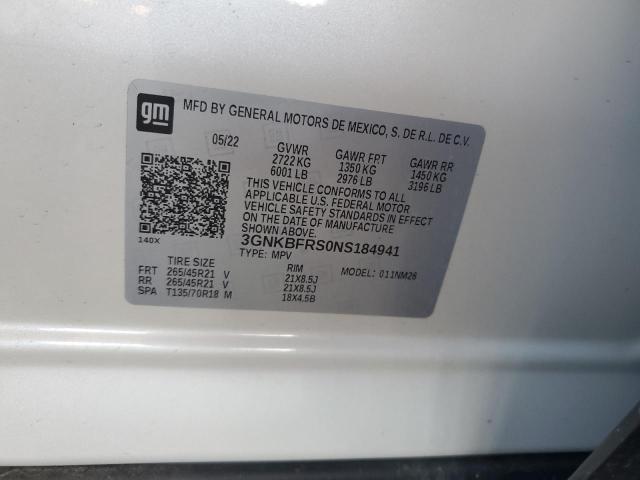 gm MFD BY GENERAL MOTORS DE MEXICO, S. DE R.L. DE C.V.
05/22 GVWR GAWR FRT GAWR RR
2722 KG 1350 KG 1450 KG
6001 LB 2976 LB 3196 LB
THIS VEHICLE CONFORMS TO ALL
APPLICABLE U.S. FEDERAL MOTOR
VEHICLE SAFETY STANDARDS IN EFFECT
ON THE DATE OF MANUFACTURE
SHOWN ABOVE.
140X 3GNKBFRS0NS184941
TYPE: MPV MODEL: 011NM26
TIRE SIZE RIM
FRT 265/45R21 V 21X8.5J
RR 265/45R21 V 21X8.5J
SPA T135/70R18 M 18X4.5B